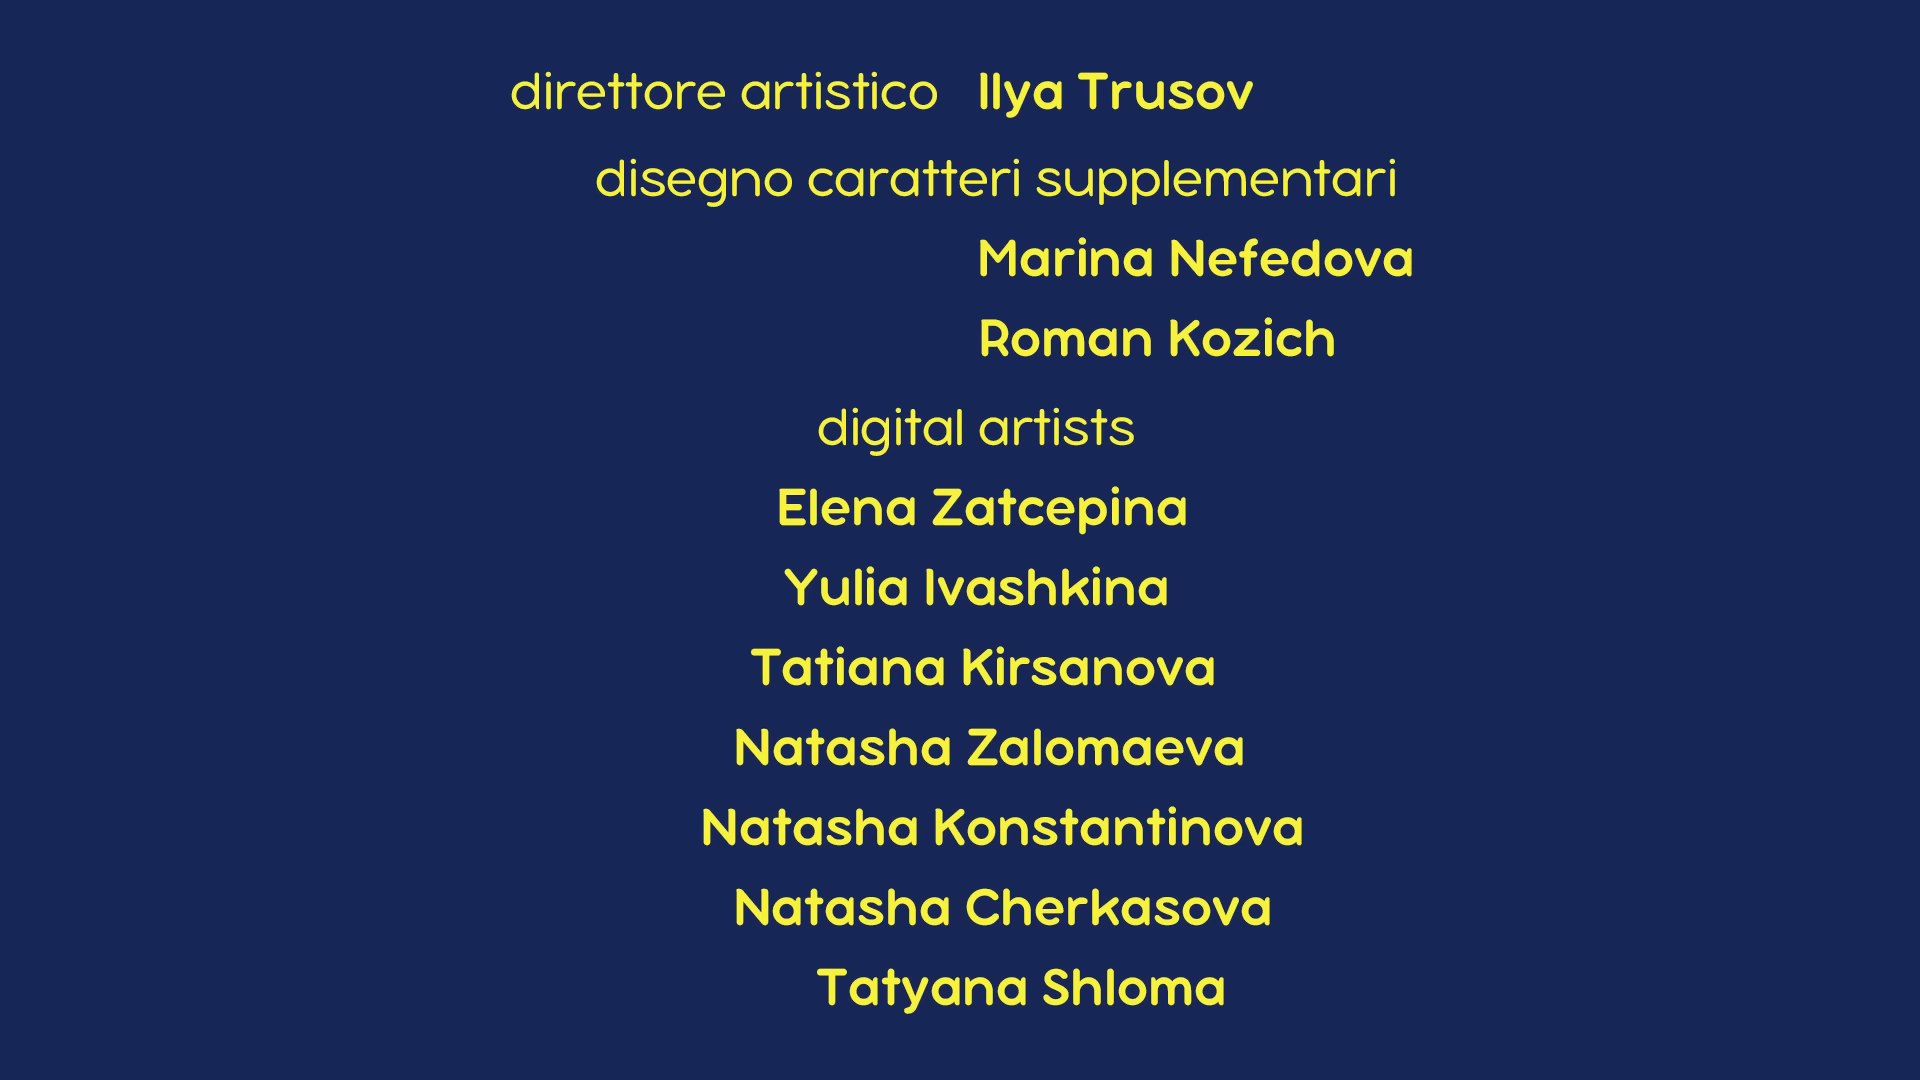 direttore artistico Ilya Trusov
disegno caratteri supplementari
Marina Nefedova
Roman Kozich
digital artists
Elena Zatcepina
Yulia Ivashkina
Tatiana Kirsanova
Natasha Zalomaeva
Natasha Konstantinova
Natasha Cherkasova
Tatyana Shloma